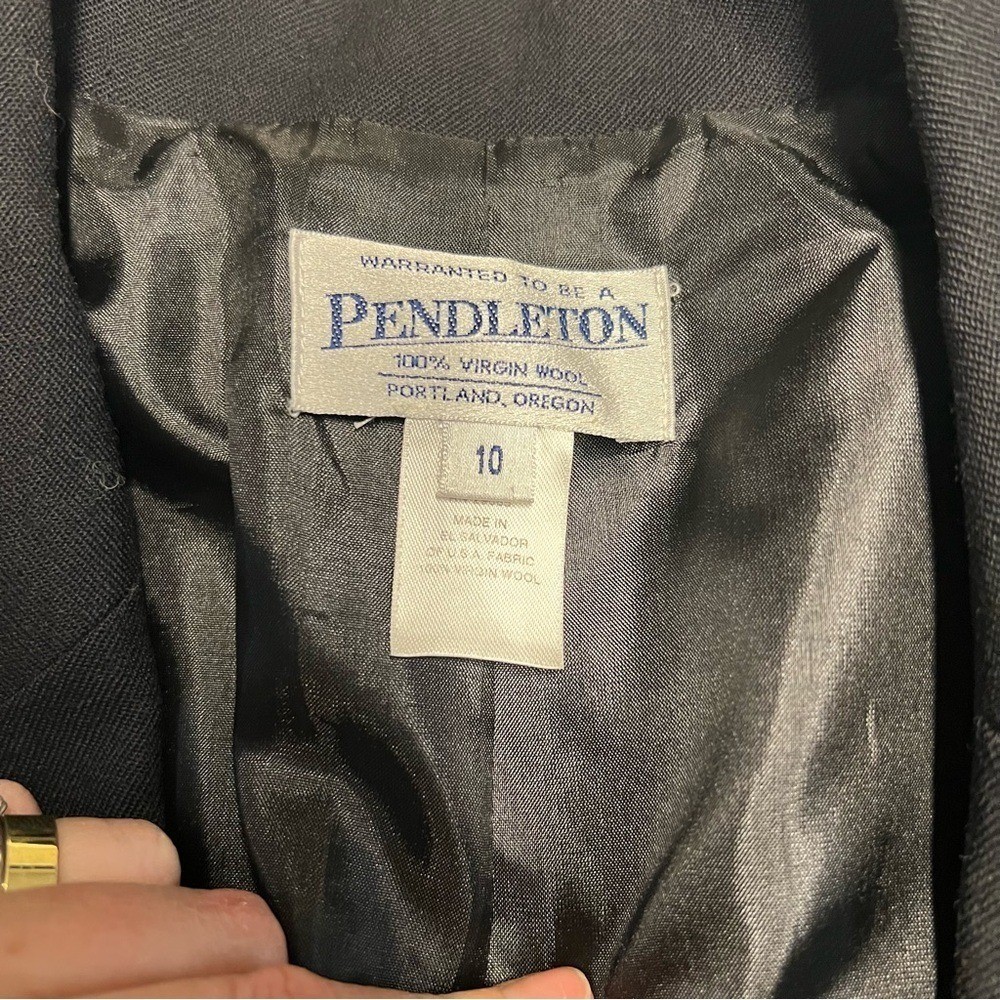 WARRANTED TO BE A
PENDLETON
100% VIRGIN WOOL
PORTLAND, OREGON
10
MADE IN
EL SALVADOR
OF U.S.A. FABRIC
100% VIRGIN WOOL